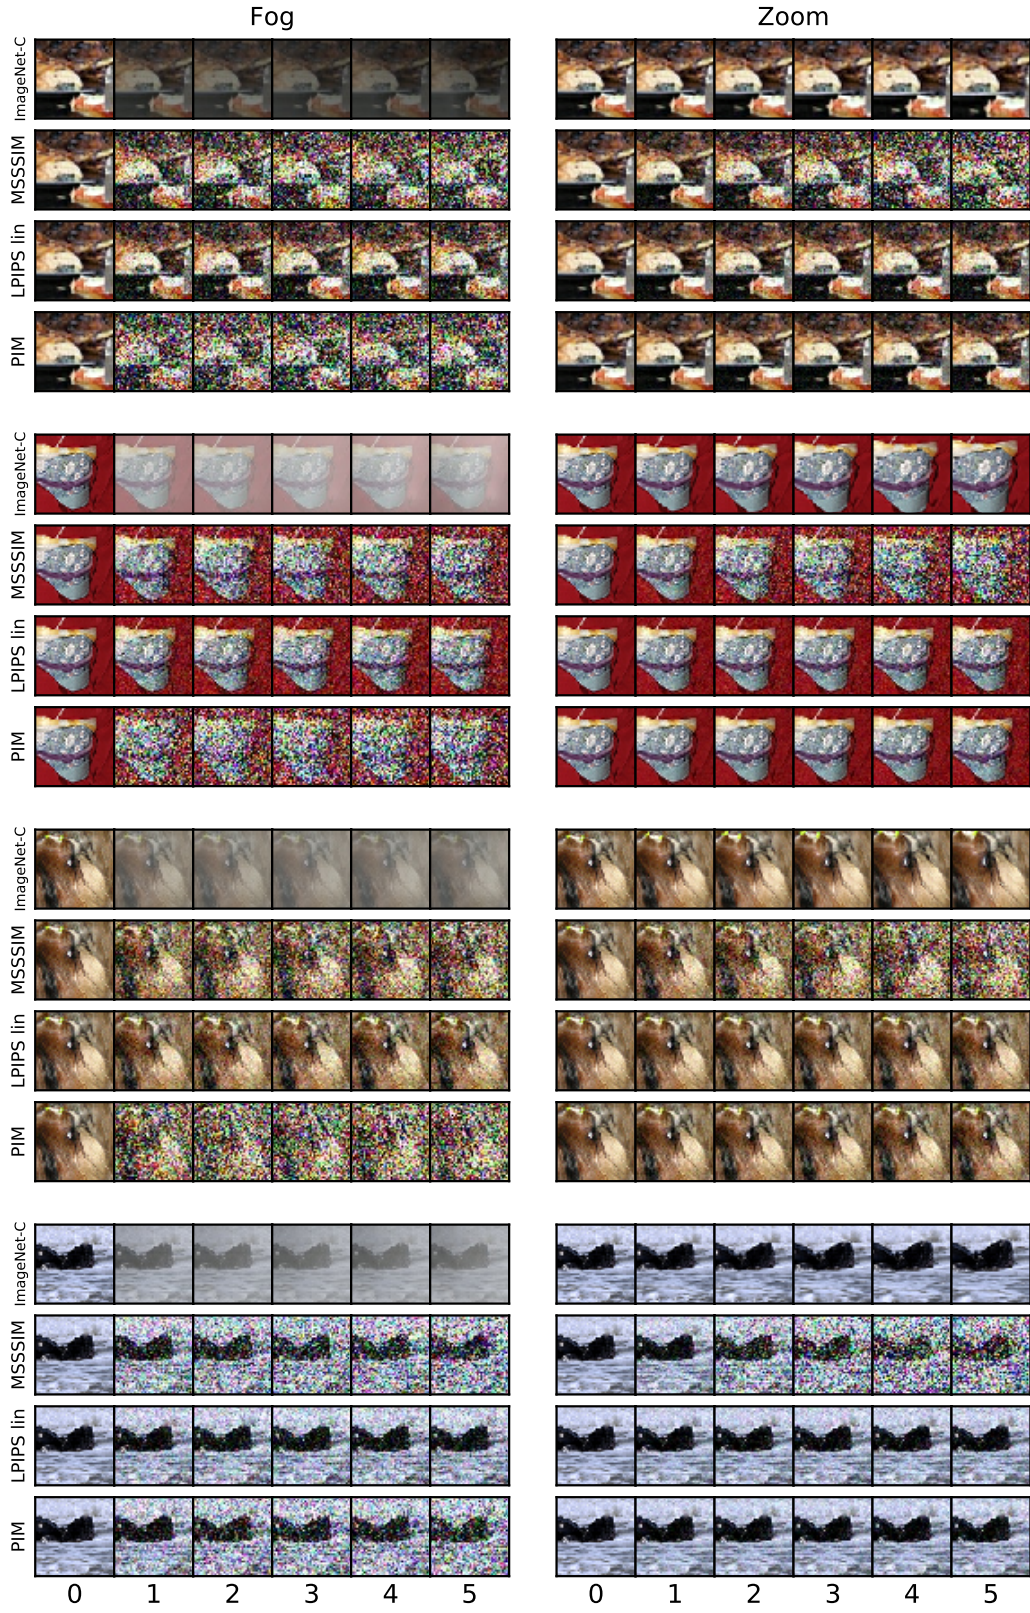 Fog Zoom
ImageNet-C
MSSSIM
LPIPS lin
PIM
ImageNet-C
MSSSIM
LPIPS lin
PIM
ImageNet-C
MSSSIM
LPIPS lin
PIM
ImageNet-C
MSSSIM
LPIPS lin
PIM
0 1 2 3 4 5 0 1 2 3 4 5